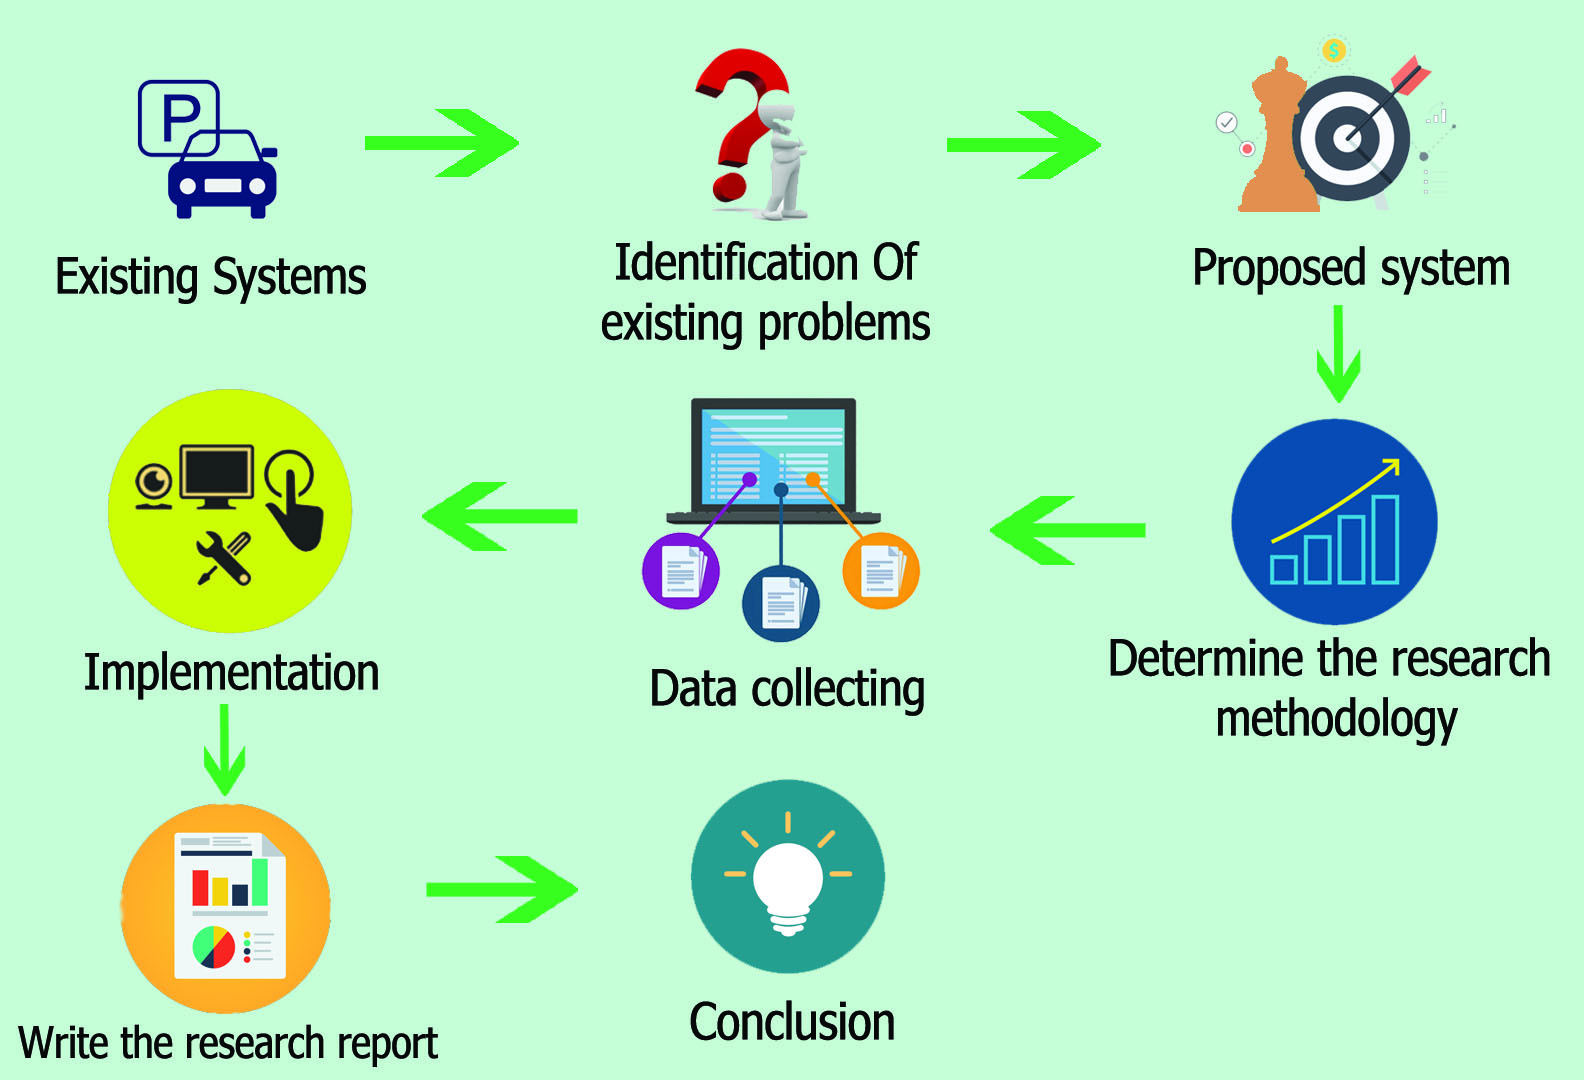 P
$
Existing Systems
Identification Of
existing problems
Proposed system
Implementation
Data collecting
Determine the research
methodology
Write the research report
Conclusion